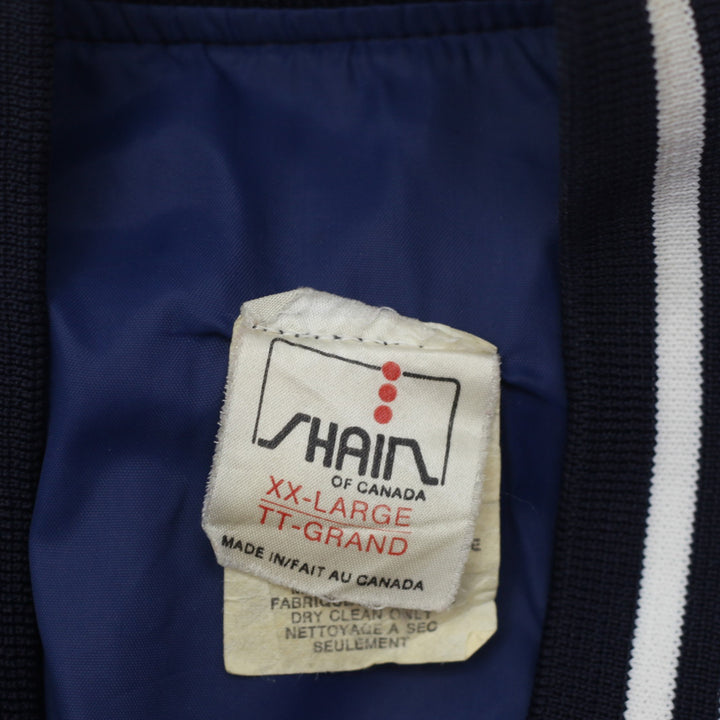 SHAIN
OF CANADA
XX-LARGE
TT-GRAND
MADE IN/FAIT AU CANADA
DRY CLEAN ONLY
NETTOYAGE A SEC
SEULEMENT